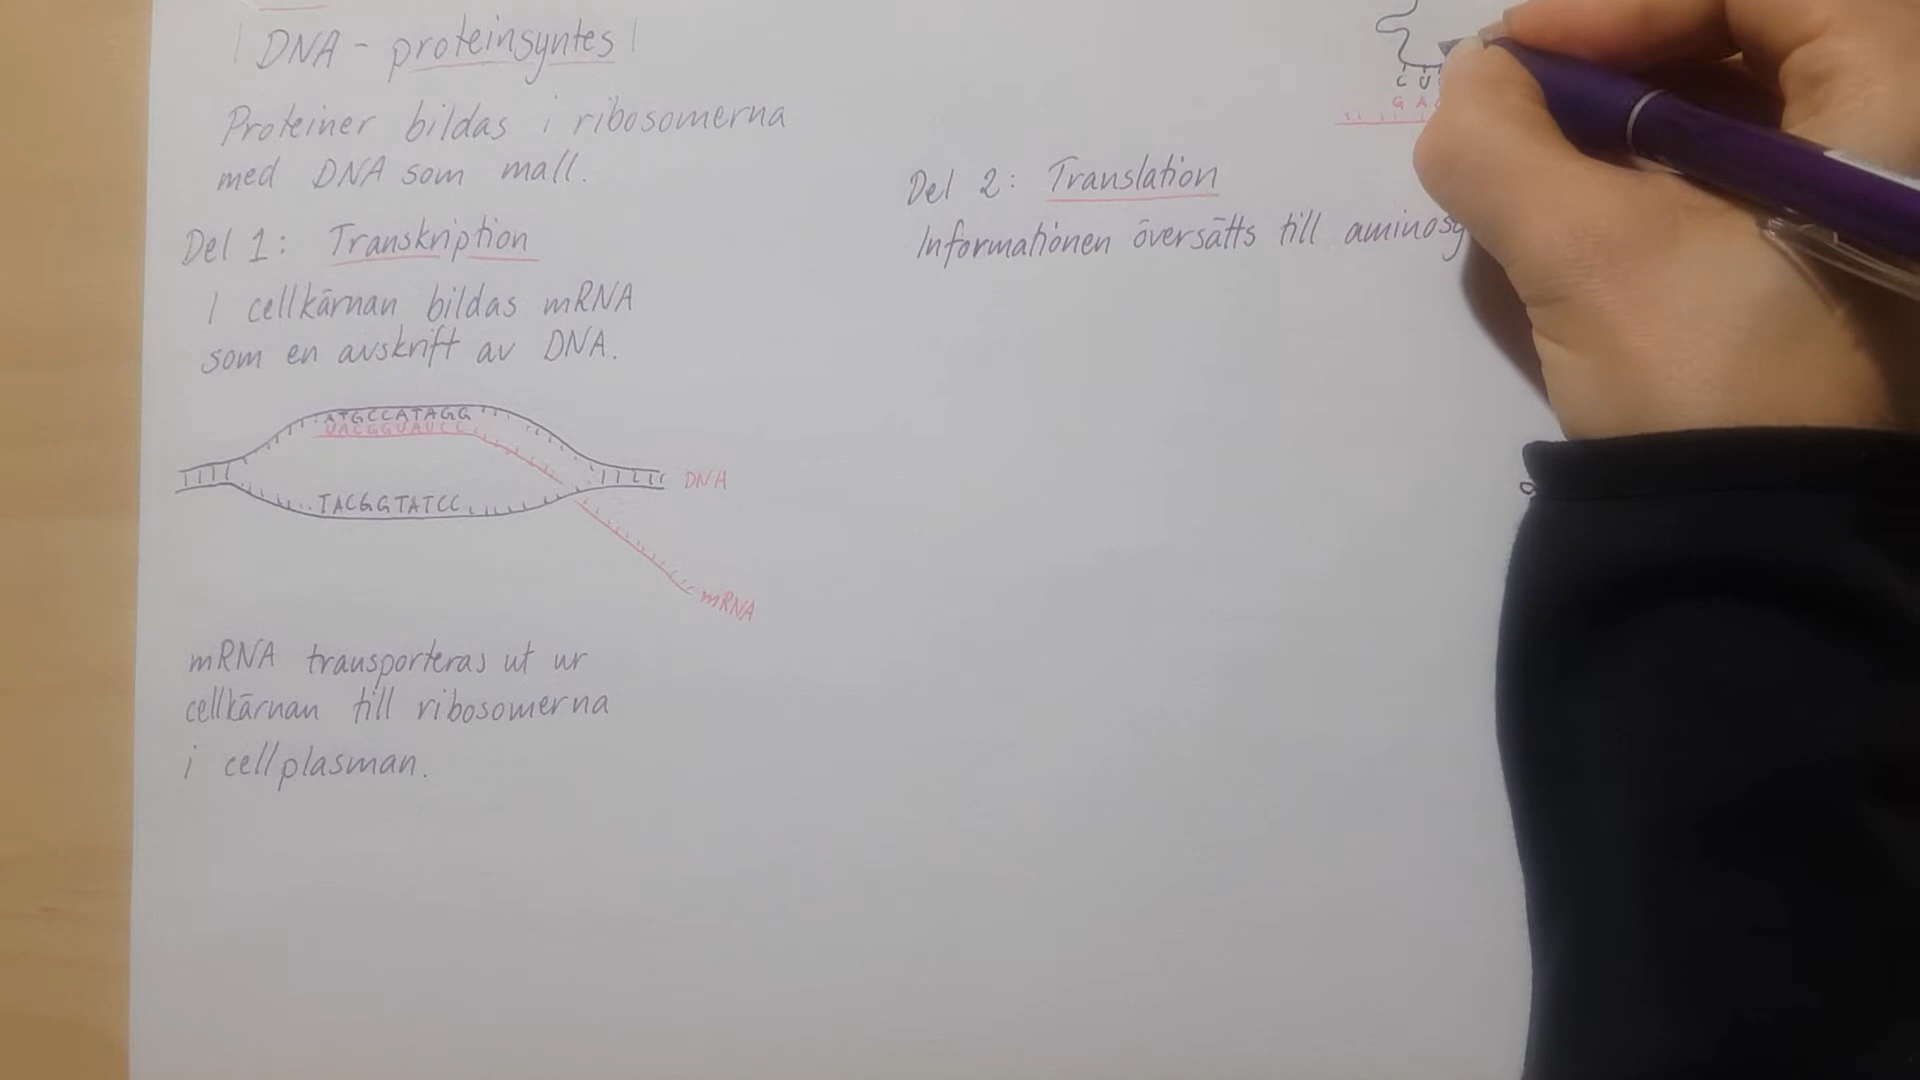 DNA - proteinsyntes
Proteiner bildas i ribosomerna
med DNA som mall.
Del 1: Transkription
I cellkärnan bildas mRNA
som en avskrift av DNA.
ATGCCATAGG
UACGGUAUCC
DNA
TACGGTATCC
mRNA
mRNA transporteras ut ur
cellkärnan till ribosomerna
i cellplasman.
C U
G A
Del 2: Translation
Informationen översätts till aminosy